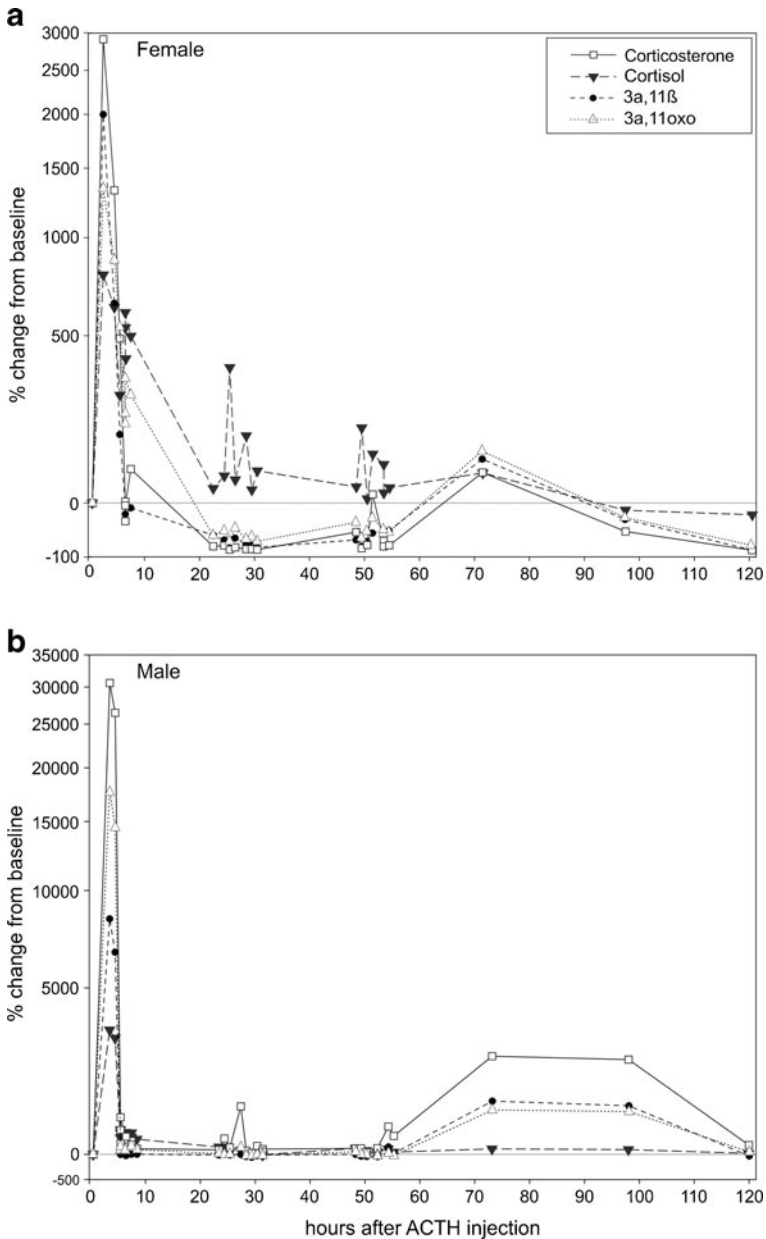 a
Female
Corticosterone
Cortisol
3a,11ß
3a,11oxo
% change from baseline
3000
2500
2000
1500
1000
500
0
-100
0 10 20 30 40 50 60 70 80 90 100 110 120
b
Male
% change from baseline
35000
30000
25000
20000
15000
10000
5000
0
-500
0 10 20 30 40 50 60 70 80 90 100 110 120
hours after ACTH injection